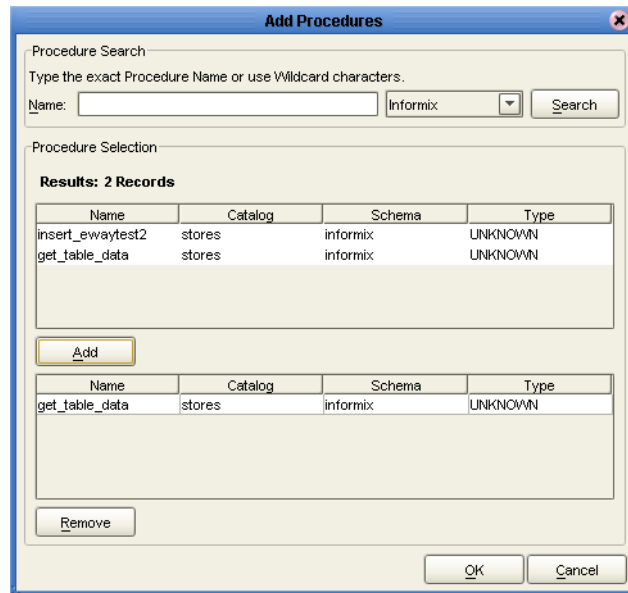 Add Procedures
Procedure Search
Type the exact Procedure Name or use Wildcard characters.
Name: Informix Search
Procedure Selection
Results: 2 Records
Name Catalog Schema Type
insert_ewaytest2 stores informix UNKNOWN
get_table_data stores informix UNKNOWN
Add
Name Catalog Schema Type
get_table_data stores informix UNKNOWN
Remove
OK Cancel